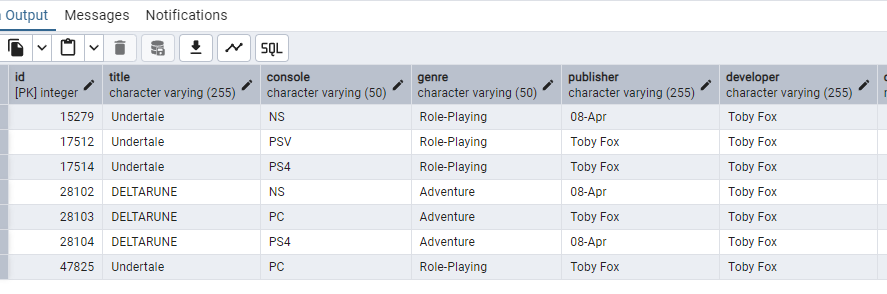 Output Messages Notifications
SQL
id title console genre publisher developer
[PK] integer character varying (255) character varying (50) character varying (50) character varying (255) character varying (255)
15279 Undertale NS Role-Playing 08-Apr Toby Fox
17512 Undertale PSV Role-Playing Toby Fox Toby Fox
17514 Undertale PS4 Role-Playing Toby Fox Toby Fox
28102 DELTARUNE NS Adventure 08-Apr Toby Fox
28103 DELTARUNE PC Adventure Toby Fox Toby Fox
28104 DELTARUNE PS4 Adventure 08-Apr Toby Fox
47825 Undertale PC Role-Playing Toby Fox Toby Fox